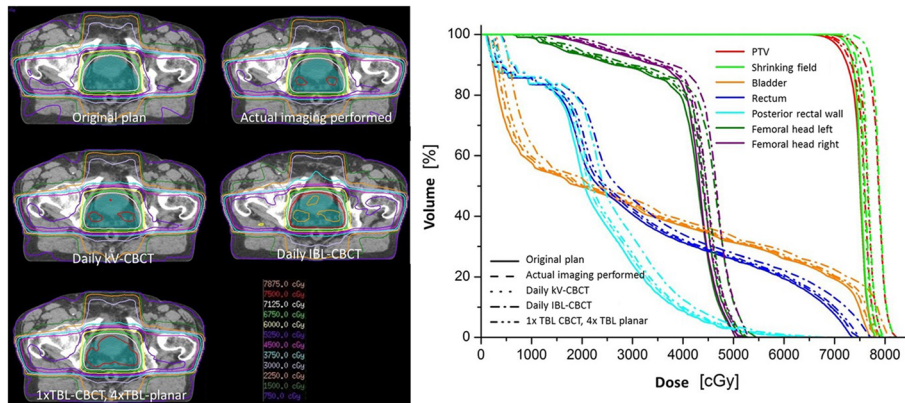 Original plan
Actual imaging performed
Daily kV-CBCT
Daily IBL-CBCT
1xTBL-CBCT, 4xTBL-planar
7875.0 cGy
7500.0 cGy
7125.0 cGy
6750.0 cGy
6000.0 cGy
5250.0 cGy
4500.0 cGy
3750.0 cGy
3000.0 cGy
2250.0 cGy
1500.0 cGy
750.0 cGy
Volume [%]
100
80
60
40
20
0
PTV
Shrinking field
Bladder
Rectum
Posterior rectal wall
Femoral head left
Femoral head right
Original plan
Actual imaging performed
Daily kV-CBCT
Daily IBL-CBCT
1x TBL CBCT, 4x TBL planar
0 1000 2000 3000 4000 5000 6000 7000 8000
Dose [cGy]